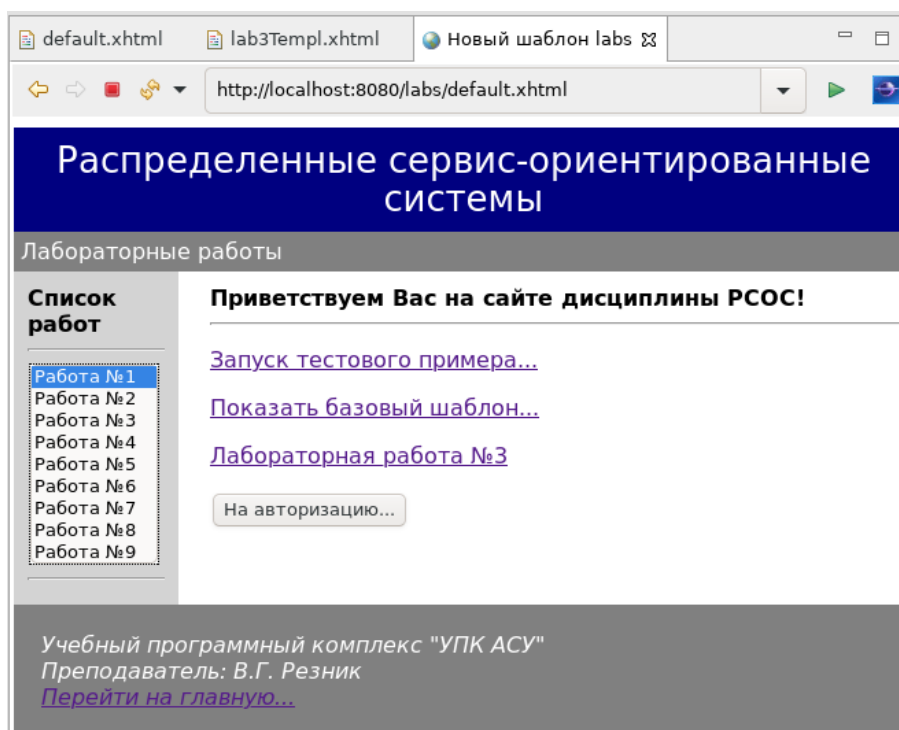 default.xhtml
lab3Templ.xhtml
Новый шаблон labs
http://localhost:8080/labs/default.xhtml
Распределенные сервис-ориентированные
системы
Лабораторные работы
Список
работ
Работа №1
Работа №2
Работа №3
Работа №4
Работа №5
Работа №6
Работа №7
Работа №8
Работа №9
Приветствуем Вас на сайте дисциплины РСОС!
Запуск тестового примера...
Показать базовый шаблон...
Лабораторная работа №3
На авторизацию...
Учебный программный комплекс "УПК АСУ"
Преподаватель: В.Г. Резник
Перейти на главную...